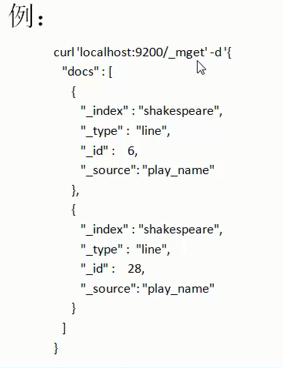 例：
curl 'localhost:9200/_mget' -d '{
"docs" : [
{
"_index" : "shakespeare",
"_type" : "line",
"_id" : 6,
"_source": "play_name"
},
{
"_index" : "shakespeare",
"_type" : "line",
"_id" : 28,
"_source": "play_name"
}
]
}